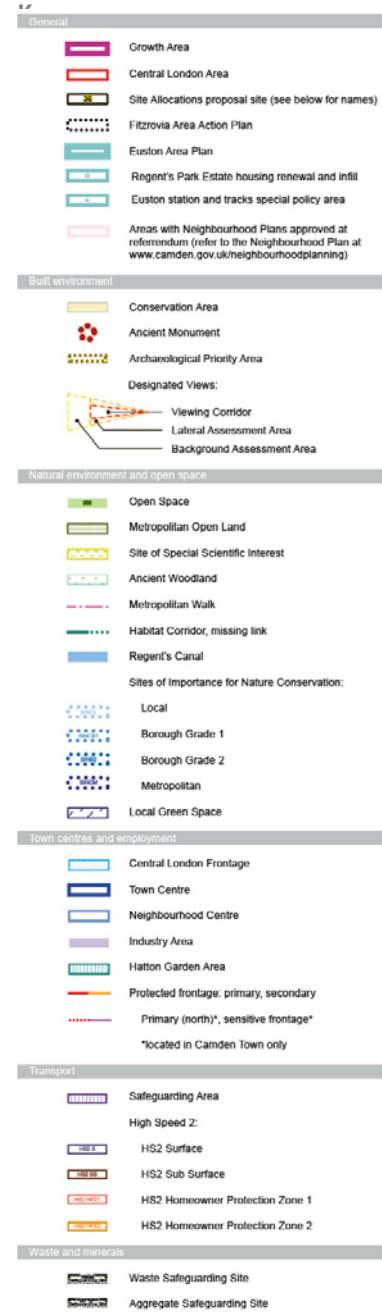 General
Growth Area
Central London Area
Site Allocations proposal site (see below for names)
Fitzrovia Area Action Plan
Euston Area Plan
Regent's Park Estate housing renewal and infill
Euston station and tracks special policy area
Areas with Neighbourhood Plans approved at
referrendum (refer to the Neighbourhood Plan at
www.camden.gov.uk/neighbourhoodplanning)
Built environment
Conservation Area
Ancient Monument
Archaeological Priority Area
Designated Views:
Viewing Corridor
Lateral Assessment Area
Background Assessment Area
Natural environment and open space
Open Space
Metropolitan Open Land
Site of Special Scientific Interest
Ancient Woodland
Metropolitan Walk
Habitat Corridor, missing link
Regent's Canal
Sites of Importance for Nature Conservation:
Local
Borough Grade 1
Borough Grade 2
Metropolitan
Local Green Space
Town centres and employment
Central London Frontage
Town Centre
Neighbourhood Centre
Industry Area
Hatton Garden Area
Protected frontage: primary, secondary
Primary (north)*, sensitive frontage*
*located in Camden Town only
Transport
Safeguarding Area
High Speed 2:
HS2 S HS2 Surface
HS2 SS HS2 Sub Surface
HS2 HPZ1 HS2 Homeowner Protection Zone 1
HS2 HPZ2 HS2 Homeowner Protection Zone 2
Waste and minerals
Waste Safeguarding Site
Aggregate Safeguarding Site